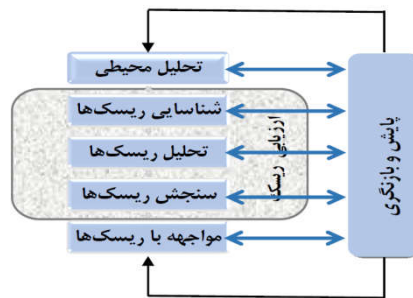 تحلیل محیطی
شناسایی ریسک‌ها
تحلیل ریسک‌ها
سنجش ریسک‌ها
مواجهه با ریسک‌ها
ارزیابی ریسک
پایش و بازنگری